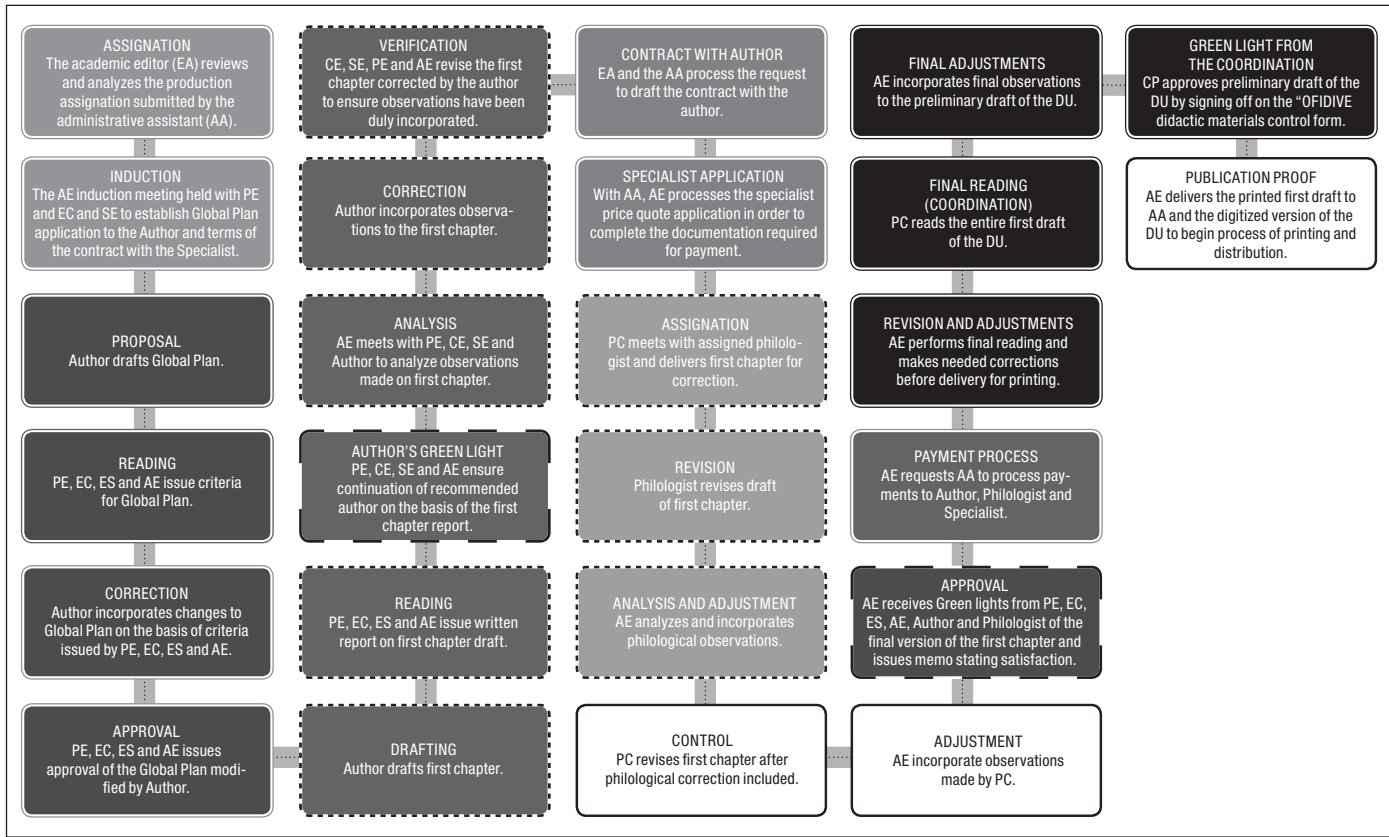 ASSIGNATION
The academic editor (EA) reviews
and analyzes the production
assignation submitted by the
administrative assistant (AA).
INDUCTION
The AE induction meeting held with PE
and EC and SE to establish Global Plan
application to the Author and terms of
the contract with the Specialist.
PROPOSAL
Author drafts Global Plan.
READING
PE, EC, ES and AE issue criteria
for Global Plan.
CORRECTION
Author incorporates changes to
Global Plan on the basis of criteria
issued by PE, EC, ES and AE.
APPROVAL
PE, EC, ES and AE issues
approval of the Global Plan modi-
fied by Author.
VERIFICATION
CE, SE, PE and AE revise the first
chapter corrected by the author
to ensure observations have been
duly incorporated.
CORRECTION
Author incorporates observa-
tions to the first chapter.
ANALYSIS
AE meets with PE, CE, SE and
Author to analyze observations
made on first chapter.
AUTHOR'S GREEN LIGHT
PE, CE, SE and AE ensure
continuation of recommended
author on the basis of the first
chapter report.
READING
PE, EC, ES and AE issue written
report on first chapter draft.
DRAFTING
Author drafts first chapter.
CONTRACT WITH AUTHOR
EA and the AA process the request
to draft the contract with the
author.
SPECIALIST APPLICATION
With AA, AE processes the specialist
price quote application in order to
complete the documentation required
for payment.
ASSIGNATION
PC meets with assigned philolo-
gist and delivers first chapter for
correction.
REVISION
Philologist revises draft
of first chapter.
ANALYSIS AND ADJUSTMENT
AE analyzes and incorporates
philological observations.
CONTROL
PC revises first chapter after
philological correction included.
FINAL ADJUSTMENTS
AE incorporates final observations
to the preliminary draft of the DU.
FINAL READING
(COORDINATION)
PC reads the entire first draft
of the DU.
REVISION AND ADJUSTMENTS
AE performs final reading and
makes needed corrections
before delivery for printing.
PAYMENT PROCESS
AE requests AA to process pay-
ments to Author, Philologist and
Specialist.
APPROVAL
AE receives Green lights from PE, EC,
ES, AE, Author and Philologist of the
final version of the first chapter and
issues memo stating satisfaction.
ADJUSTMENT
AE incorporate observations
made by PC.
GREEN LIGHT FROM
THE COORDINATION
CP approves preliminary draft of the
DU by signing off on the “OFIDIVE
didactic materials control form.
PUBLICATION PROOF
AE delivers the printed first draft to
AA and the digitized version of the
DU to begin process of printing and
distribution.